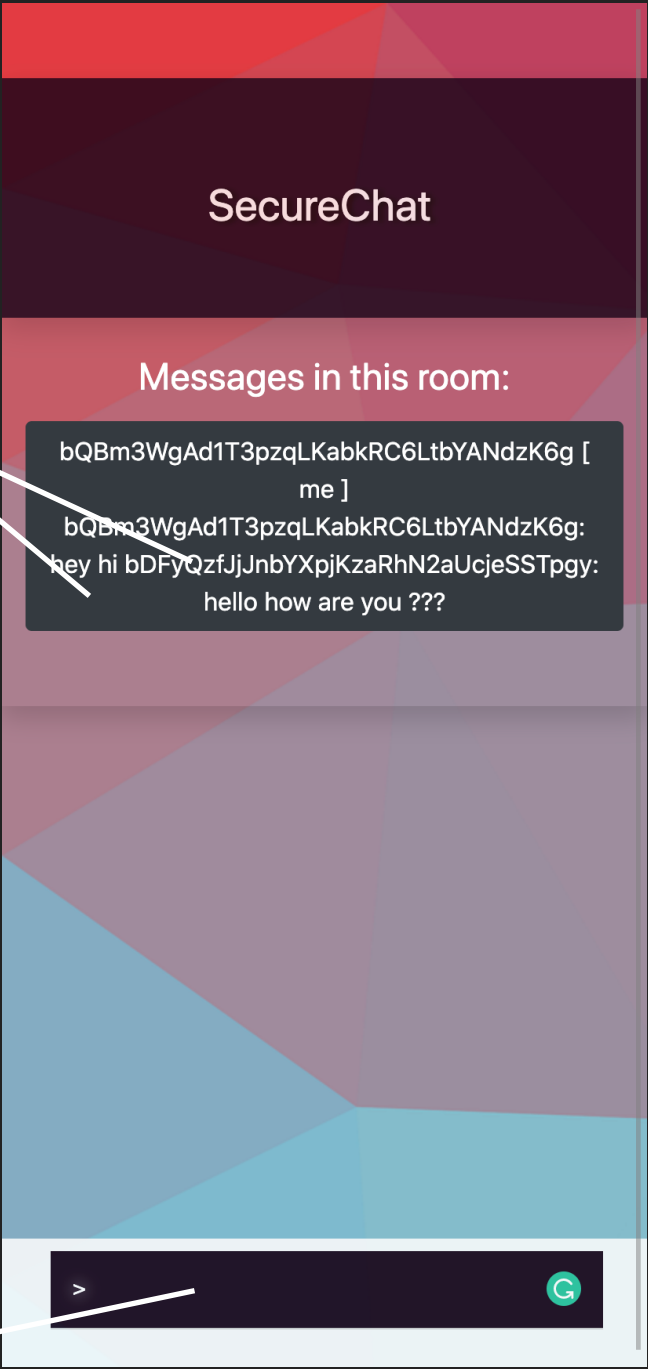 SecureChat
Messages in this room:
bQBm3WgAd1T3pzqLKabkRC6LtbYANdzK6g [
me ]
bQBm3WgAd1T3pzqLKabkRC6LtbYANdzK6g:
hey hi bDFyQzfJjJnbYXpjKzaRhN2aUcjeSSTpgy:
hello how are you ???
>